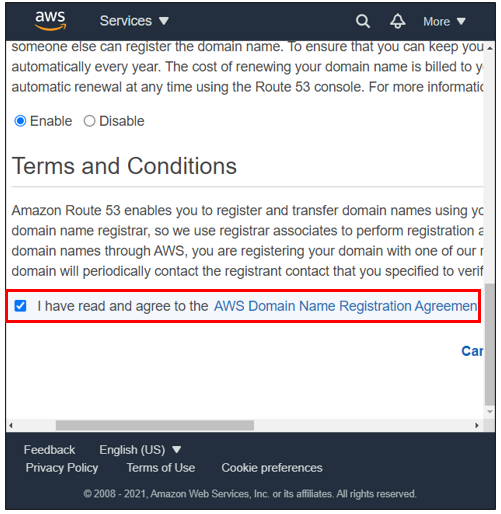 aws Services More
someone else can register the domain name. To ensure that you can keep you
automatically every year. The cost of renewing your domain name is billed to y
automatic renewal at any time using the Route 53 console. For more informatic
Enable Disable
Terms and Conditions
Amazon Route 53 enables you to register and transfer domain names using yo
domain name registrar, so we use registrar associates to perform registration a
domain names through AWS, you are registering your domain with one of our r
domain will periodically contact the registrant contact that you specified to verif
I have read and agree to the AWS Domain Name Registration Agreemen
Can
Feedback English (US)
Privacy Policy Terms of Use Cookie preferences
© 2008 - 2021, Amazon Web Services, Inc. or its affiliates. All rights reserved.